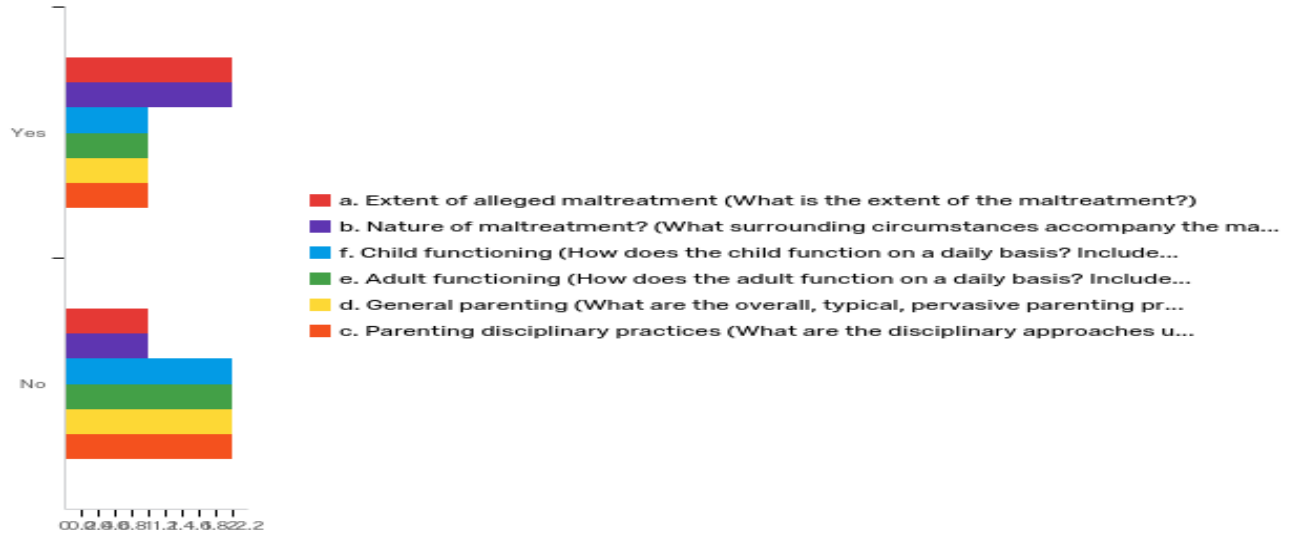 Yes
a. Extent of alleged maltreatment (What is the extent of the maltreatment?)
b. Nature of maltreatment? (What surrounding circumstances accompany the ma...
f. Child functioning (How does the child function on a daily basis? Include...
e. Adult functioning (How does the adult function on a daily basis? Include...
d. General parenting (What are the overall, typical, pervasive parenting pr...
c. Parenting disciplinary practices (What are the disciplinary approaches u...
No